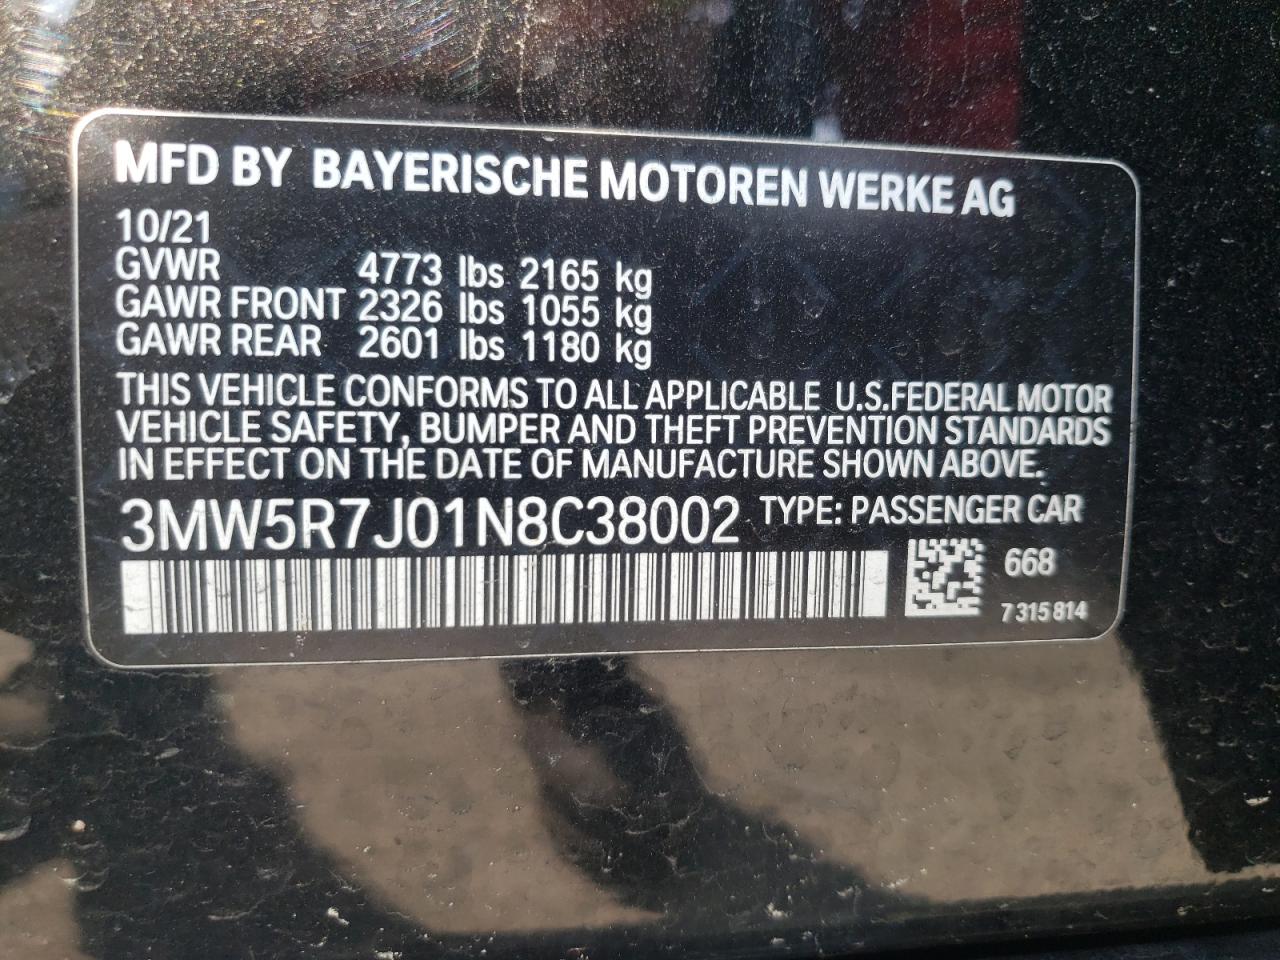 MFD BY BAYERISCHE MOTOREN WERKE AG
10/21
GVWR 4773 lbs 2165 kg
GAWR FRONT 2326 lbs 1055 kg
GAWR REAR 2601 lbs 1180 kg
THIS VEHICLE CONFORMS TO ALL APPLICABLE U.S.FEDERAL MOTOR
VEHICLE SAFETY, BUMPER AND THEFT PREVENTION STANDARDS
IN EFFECT ON THE DATE OF MANUFACTURE SHOWN ABOVE.
3MW5R7J01N8C38002 TYPE: PASSENGER CAR
668
7 315 814